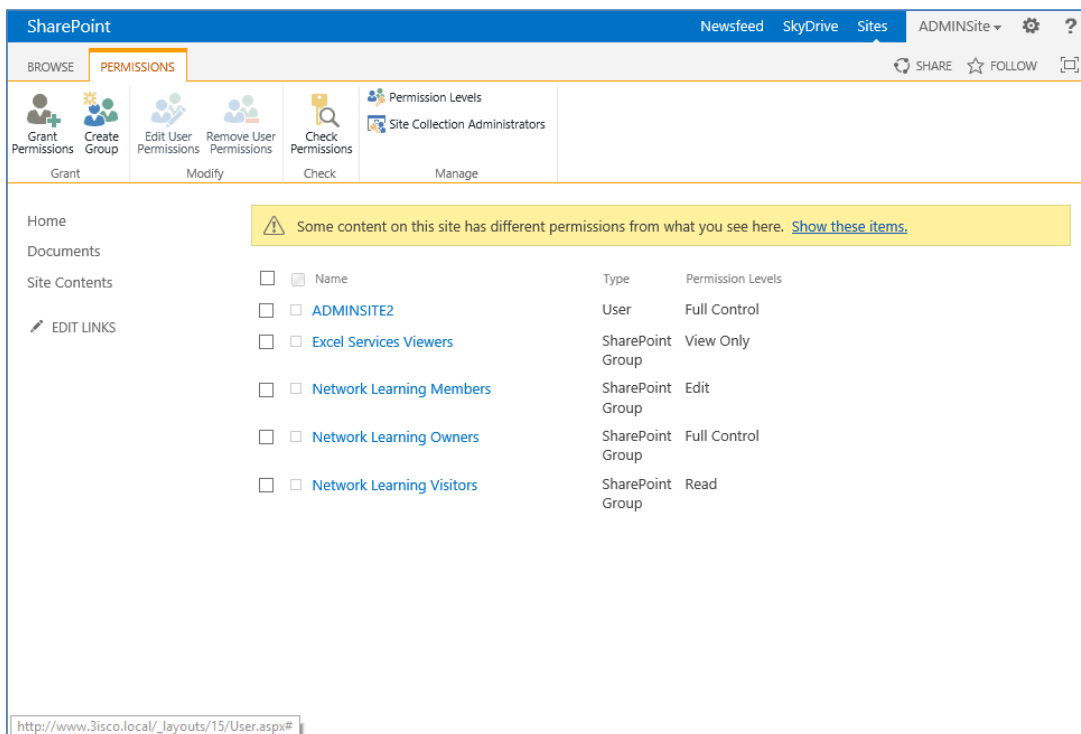 SharePoint Newsfeed SkyDrive Sites ADMINSite ?
BROWSE PERMISSIONS SHARE FOLLOW
Grant Permissions
Create Group
Edit User Permissions
Remove User Permissions
Check Permissions
Permission Levels
Site Collection Administrators
Grant Modify Check Manage
Home
Documents
Site Contents
EDIT LINKS
Some content on this site has different permissions from what you see here. Show these items.
Name Type Permission Levels
ADMINSITE2 User Full Control
Excel Services Viewers SharePoint Group View Only
Network Learning Members SharePoint Group Edit
Network Learning Owners SharePoint Group Full Control
Network Learning Visitors SharePoint Group Read
http://www.3isco.local/_layouts/15/User.aspx#